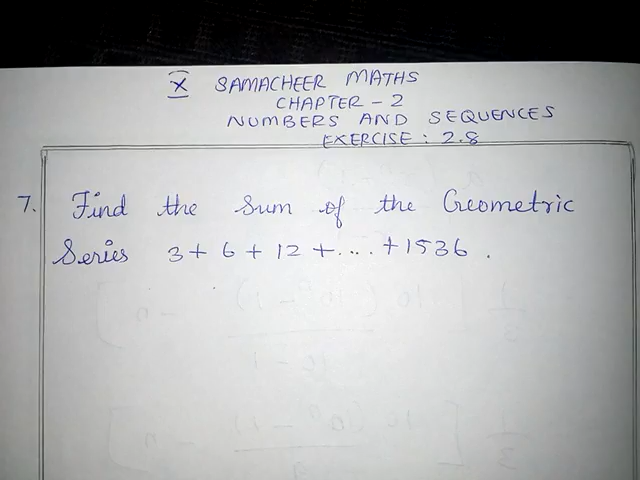 X SAMACHEER MATHS
CHAPTER - 2
NUMBERS AND SEQUENCES
EXERCISE : 2.8
7. Find the Sum of the Geometric
Series 3 + 6 + 12 + .... + 1536 .